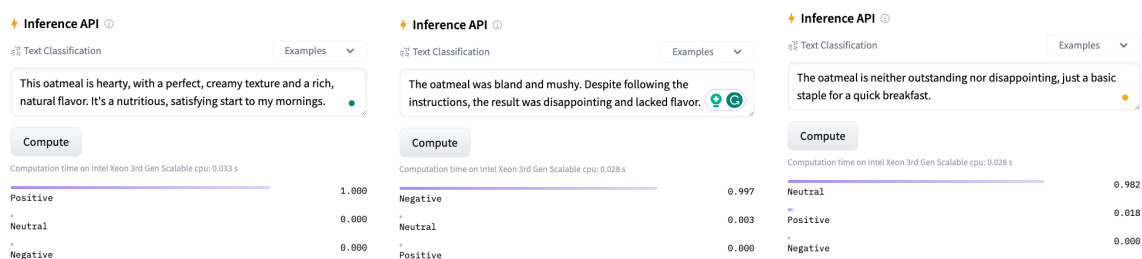 Inference API
Text Classification
Examples
This oatmeal is hearty, with a perfect, creamy texture and a rich,
natural flavor. It's a nutritious, satisfying start to my mornings.
Compute
Computation time on Intel Xeon 3rd Gen Scalable cpu: 0.033 s
Positive 1.000
Neutral 0.000
Negative 0.000
Inference API
Text Classification
Examples
The oatmeal was bland and mushy. Despite following the
instructions, the result was disappointing and lacked flavor.
Compute
Computation time on Intel Xeon 3rd Gen Scalable cpu: 0.028 s
Negative 0.997
Neutral 0.003
Positive 0.000
Inference API
Text Classification
Examples
The oatmeal is neither outstanding nor disappointing, just a basic
staple for a quick breakfast.
Compute
Computation time on Intel Xeon 3rd Gen Scalable cpu: 0.028 s
Neutral 0.982
Positive 0.018
Negative 0.000